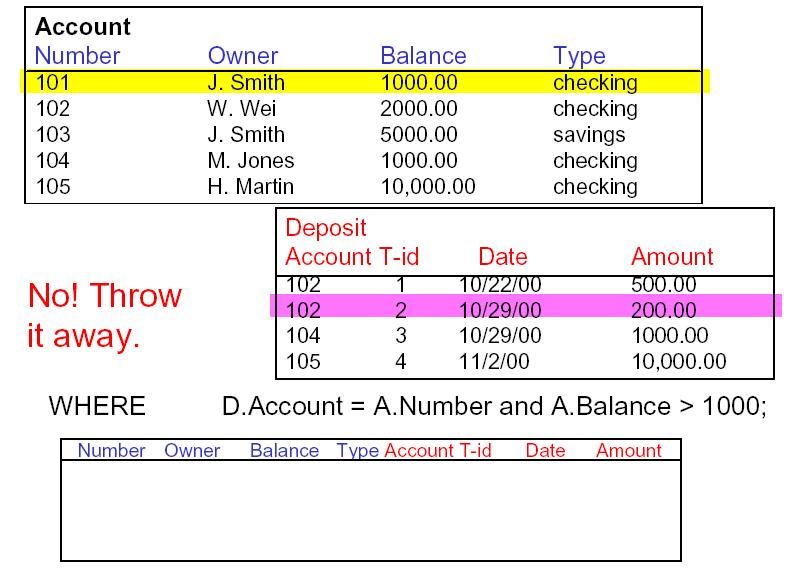 Account
Number Owner Balance Type
101 J. Smith 1000.00 checking
102 W. Wei 2000.00 checking
103 J. Smith 5000.00 savings
104 M. Jones 1000.00 checking
105 H. Martin 10,000.00 checking
Deposit
Account T-id Date Amount
102 1 10/22/00 500.00
102 2 10/29/00 200.00
104 3 10/29/00 1000.00
105 4 11/2/00 10,000.00
No! Throw
it away.
WHERE D.Account = A.Number and A.Balance > 1000;
Number Owner Balance Type Account T-id Date Amount